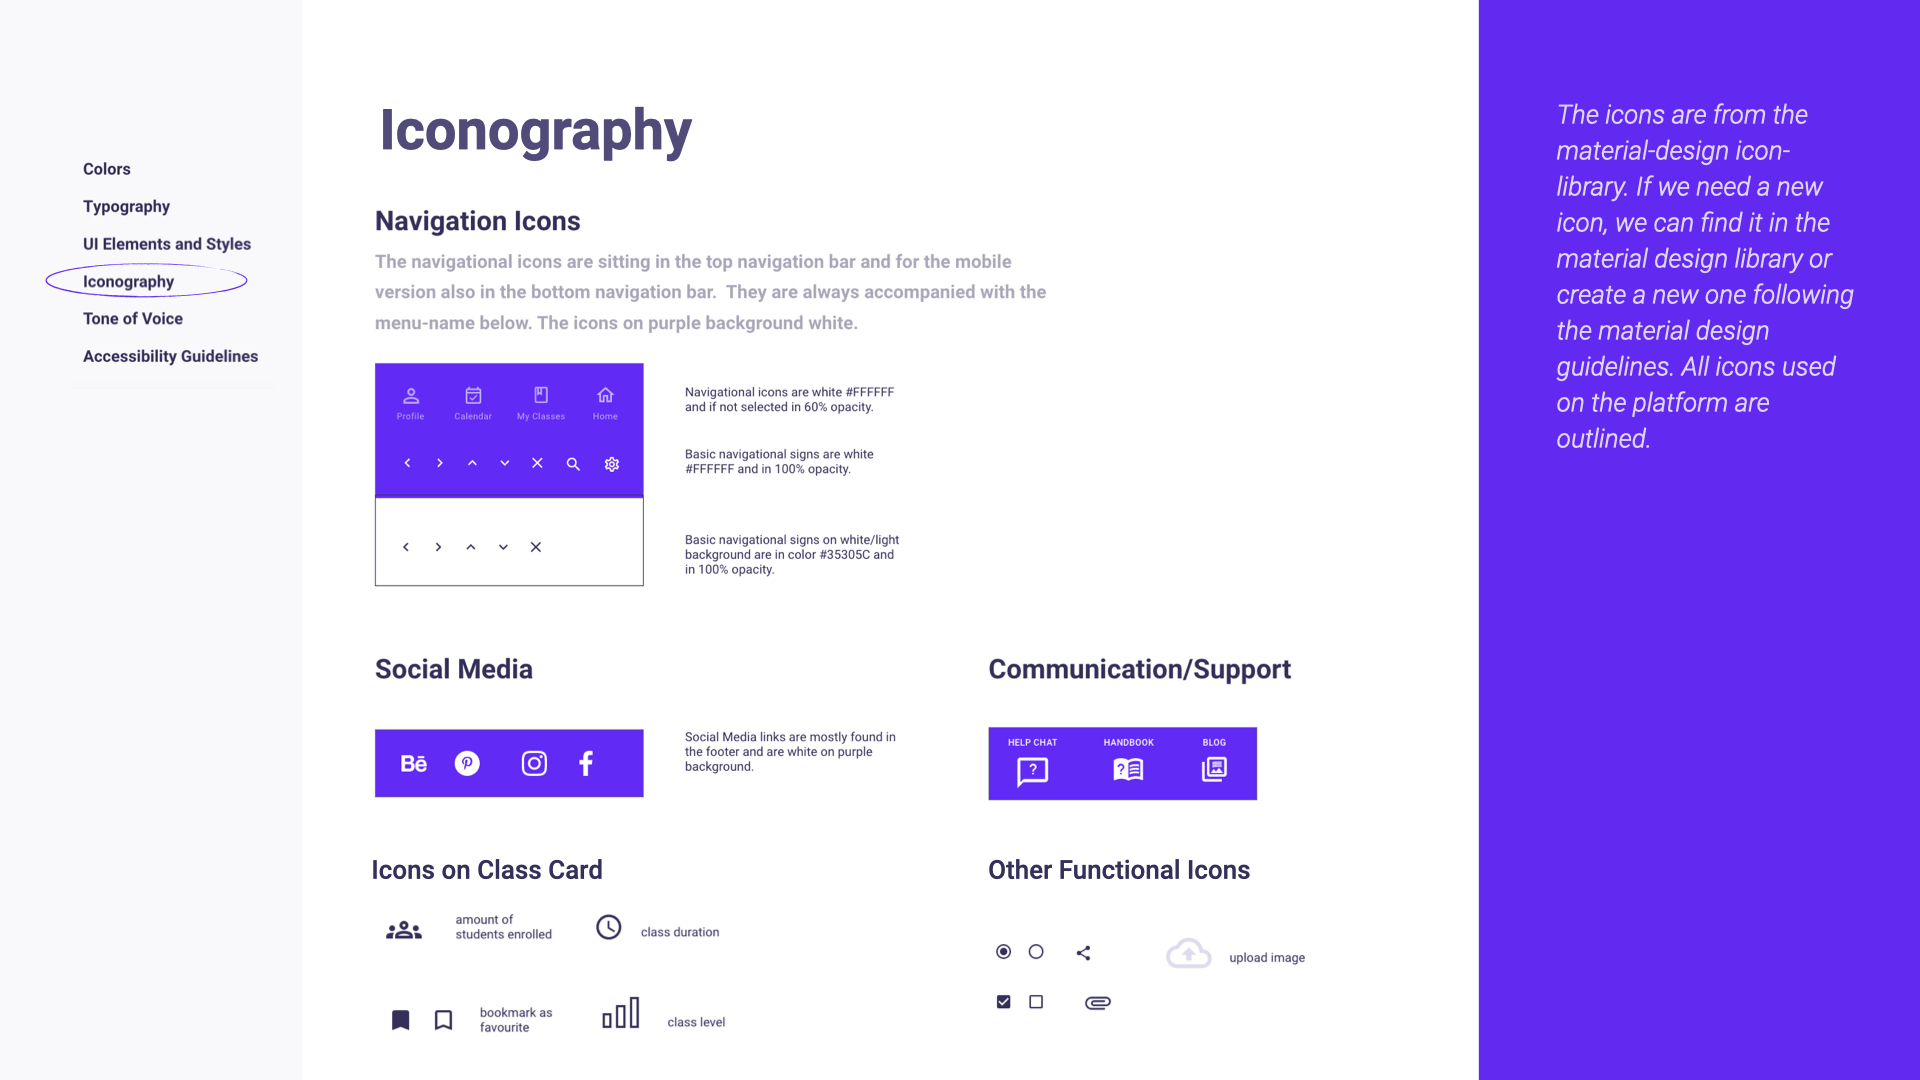 Colors
Typography
UI Elements and Styles
Iconography
Tone of Voice
Accessibility Guidelines
Iconography
Navigation Icons
The navigational icons are sitting in the top navigation bar and for the mobile
version also in the bottom navigation bar.  They are always accompanied with the
menu-name below. The icons on purple background white.
Profile
Calendar
My Classes
Home
Navigational icons are white #FFFFFF
and if not selected in 60% opacity.
Basic navigational signs are white
#FFFFFF and in 100% opacity.
Basic navigational signs on white/light
background are in color #35305C and
in 100% opacity.
Social Media
Bē
Social Media links are mostly found in
the footer and are white on purple
background.
Communication/Support
HELP CHAT
HANDBOOK
BLOG
Icons on Class Card
amount of
students enrolled
class duration
bookmark as
favourite
class level
Other Functional Icons
upload image
The icons are from the
material-design icon-
library. If we need a new
icon, we can find it in the
material design library or
create a new one following
the material design
guidelines. All icons used
on the platform are
outlined.